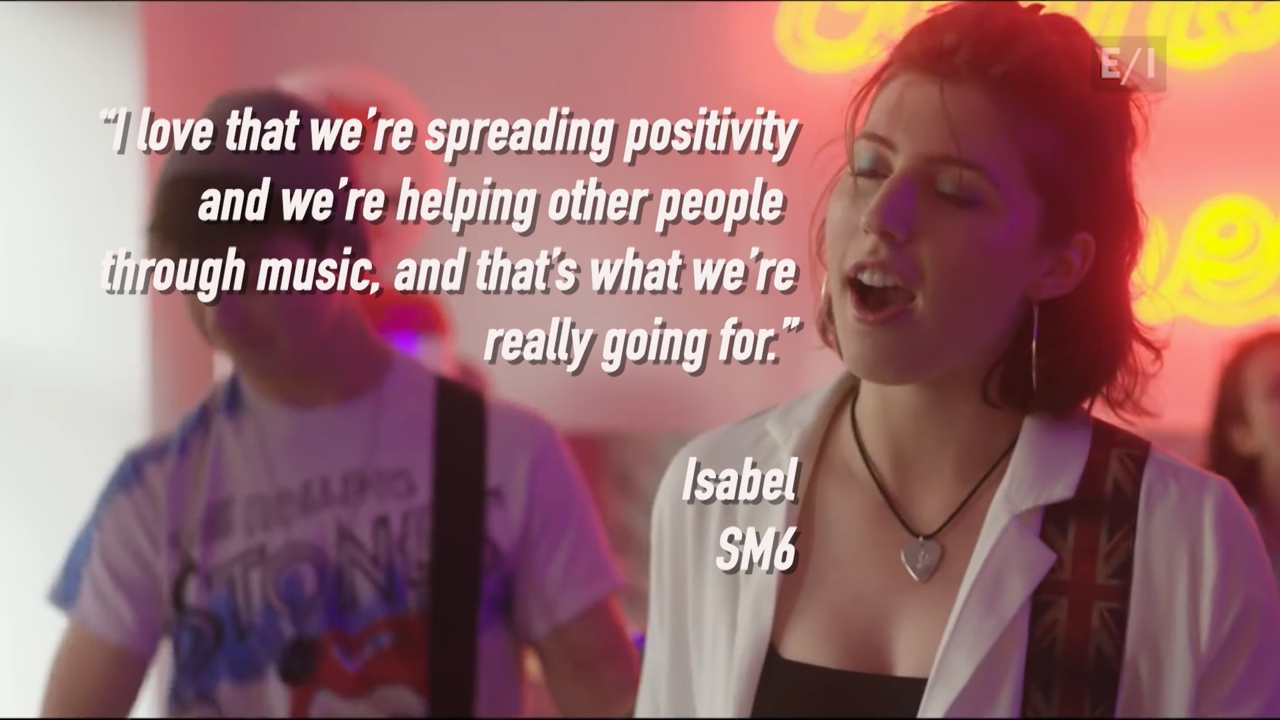 E/I
“I love that we’re spreading positivity
and we’re helping other people
through music, and that’s what we’re
really going for.”
Isabel
SM6
STONES